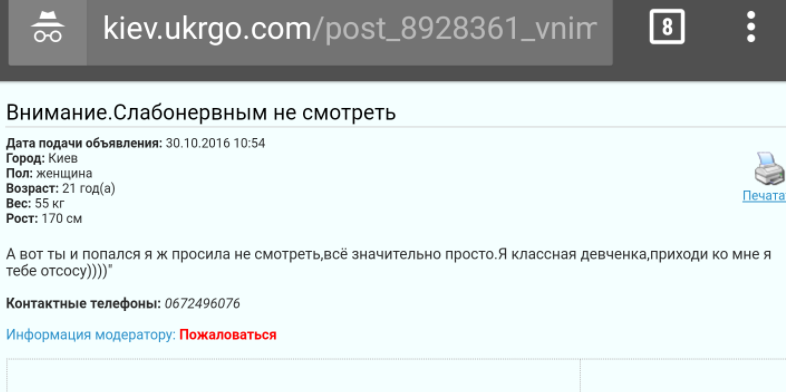 kiev.ukrgo.com/post_8928361_vnim
8
Внимание.Слабонервным не смотреть
Дата подачи объявления: 30.10.2016 10:54
Город: Киев
Пол: женщина
Возраст: 21 год(а)
Вес: 55 кг
Рост: 170 см
Печата
А вот ты и попался я ж просила не смотреть,всё значительно просто.Я классная девченка,приходи ко мне я
тебе отсосу))))"
Контактные телефоны: 0672496076
Информация модератору: Пожаловаться